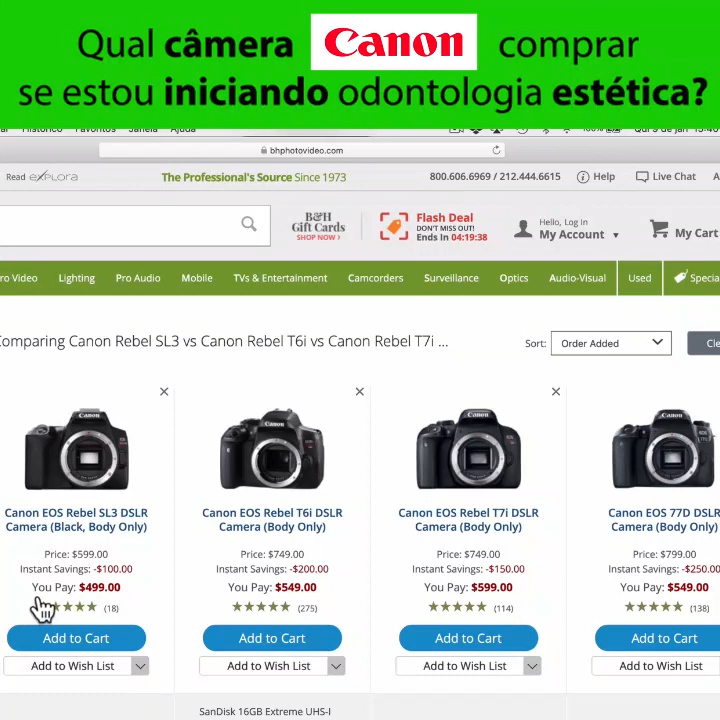 Qual câmera Canon comprar
se estou iniciando odontologia estética?
Histórico Favoritos Janela Ajuda
bhphotovideo.com
Read eXPLORA The Professional's Source Since 1973 800.606.6969 / 212.444.6615 Help Live Chat A
B&H Gift Cards SHOP NOW › Flash Deal DON'T MISS OUT! Ends In 04:19:38 Hello, Log In My Account My Cart
ro Video Lighting Pro Audio Mobile TVs & Entertainment Camcorders Surveillance Optics Audio-Visual Used Specia
omparing Canon Rebel SL3 vs Canon Rebel T6i vs Canon Rebel T7i ... Sort: Order Added Cle
Canon EOS Rebel SL3 DSLR Canon EOS Rebel T6i DSLR Canon EOS Rebel T7i DSLR Canon EOS 77D DSLR
Camera (Black, Body Only) Camera (Body Only) Camera (Body Only) Camera (Body Only)
Price: $599.00 Price: $749.00 Price: $749.00 Price: $799.00
Instant Savings: -$100.00 Instant Savings: -$200.00 Instant Savings: -$150.00 Instant Savings: -$250.00
You Pay: $499.00 You Pay: $549.00 You Pay: $599.00 You Pay: $549.00
(18) (275) (114) (138)
Add to Cart Add to Cart Add to Cart Add to Cart
Add to Wish List Add to Wish List Add to Wish List Add to Wish List
SanDisk 16GB Extreme UHS-I